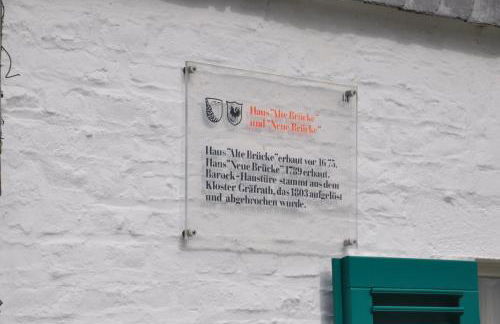 Haus "Alte Brücke"
und "Neue Brücke"
Haus "Alte Brücke" erbaut vor 1675.
Haus "Neue Brücke" 1789 erbaut.
Barock-Haustüre stammt aus dem
Kloster Gräfrath, das 1803 aufgelöst
und abgebrochen wurde.